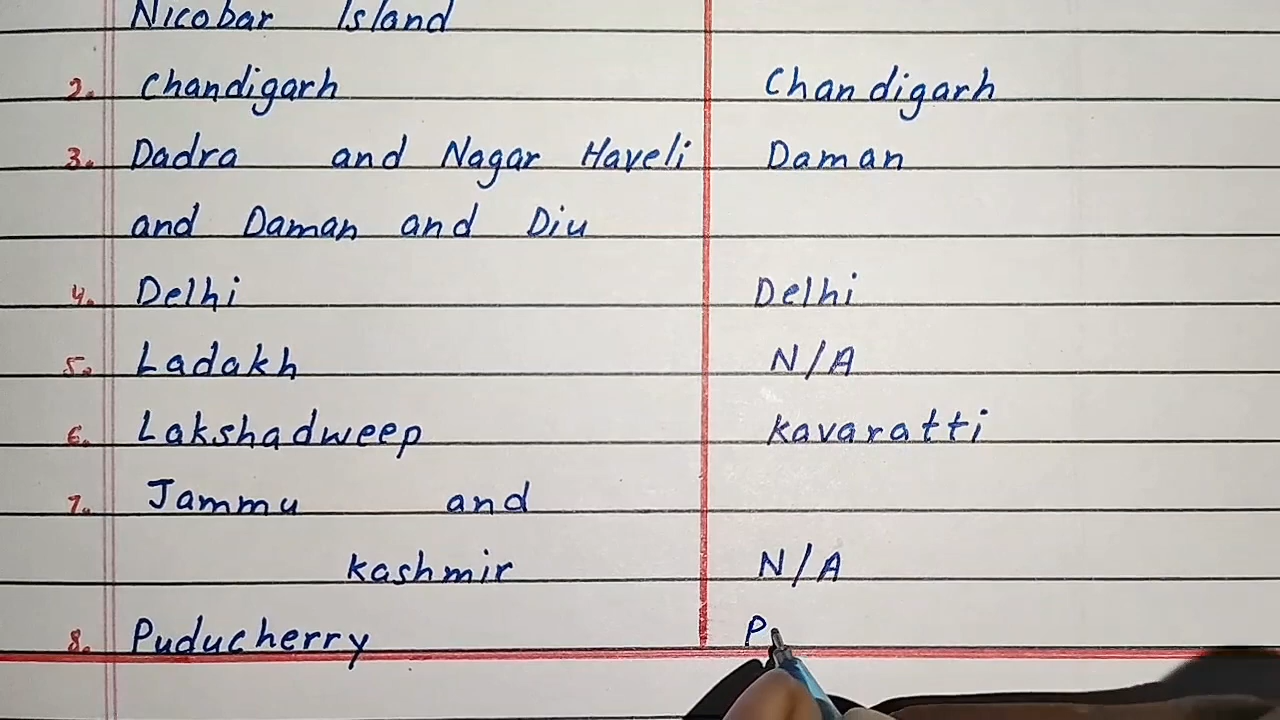 Nicobar Island
2. Chandigarh Chandigarh
3. Dadra and Nagar Haveli Daman
and Daman and Diu
4. Delhi Delhi
5. Ladakh N/A
6. Lakshadweep Kavaratti
7. Jammu and
Kashmir N/A
8. Puducherry P